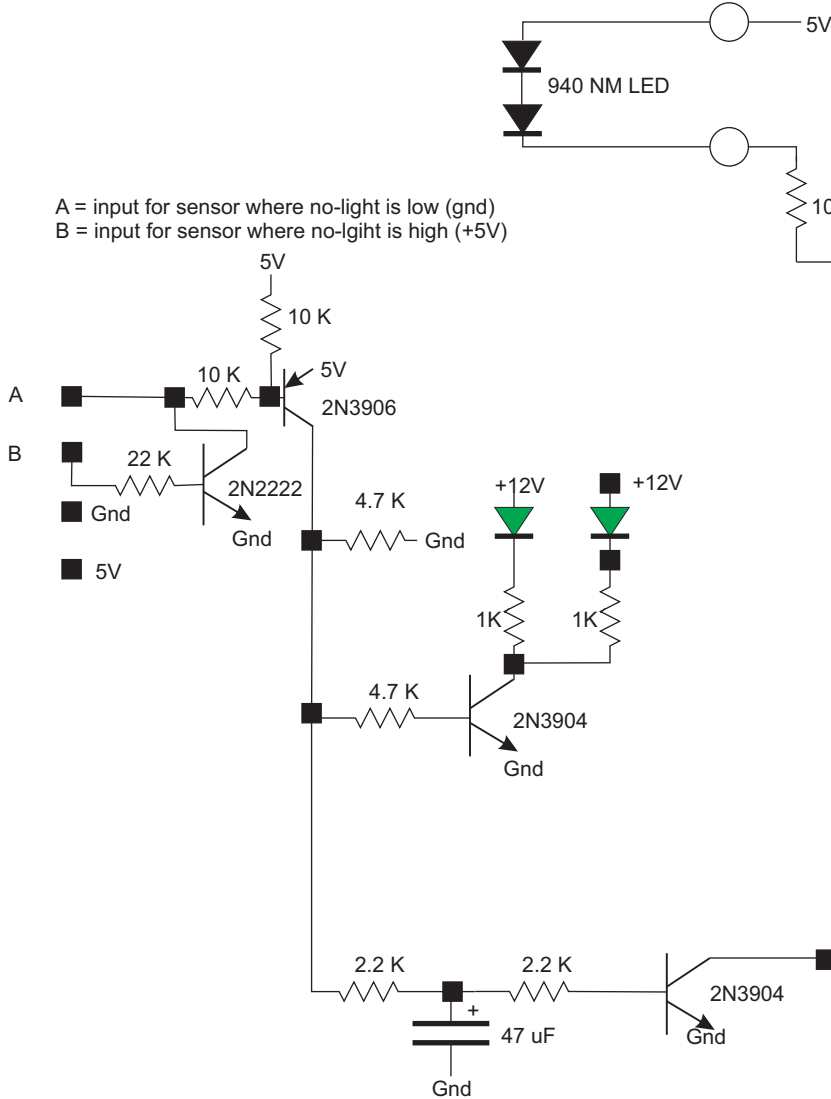 5V
940 NM LED
A = input for sensor where no-light is low (gnd)
B = input for sensor where no-lgiht is high (+5V)
10
5V
10 K
10 K
5V
A
2N3906
B
22 K
2N2222
+12V
+12V
4.7 K
Gnd
Gnd
Gnd
5V
1K
1K
4.7 K
2N3904
Gnd
2.2 K
2.2 K
2N3904
+
47 uF
Gnd
Gnd